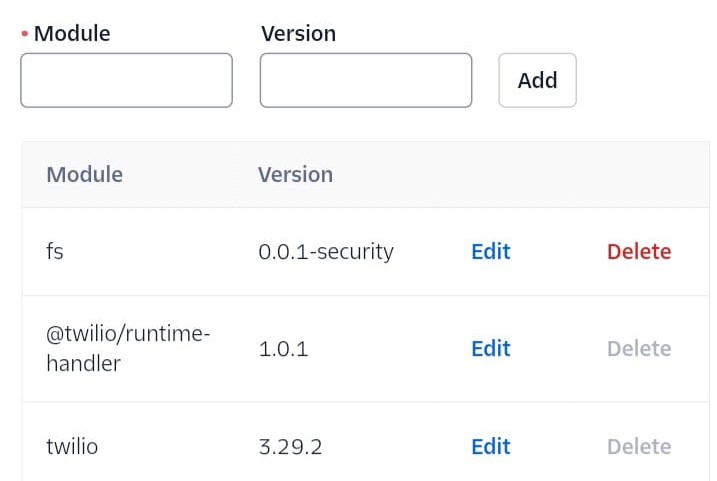 • Module Version
Add
Module Version
fs 0.0.1-security Edit Delete
@twilio/runtime-
handler 1.0.1 Edit Delete
twilio 3.29.2 Edit Delete